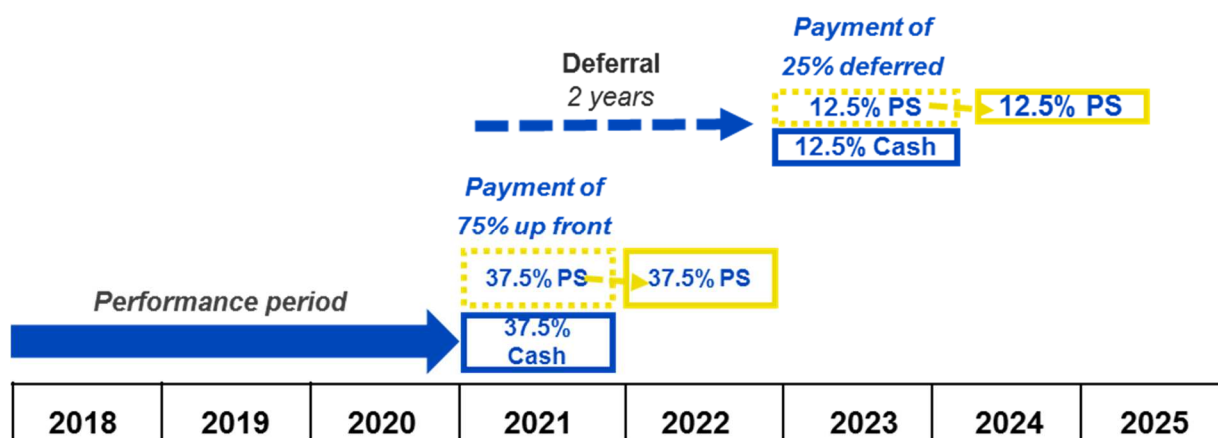 Payment of
25% deferred
Deferral
2 years
12.5% PS
12.5% PS
12.5% Cash
Payment of
75% up front
37.5% PS
37.5% PS
Performance period
37.5%
Cash
2018
2019
2020
2021
2022
2023
2024
2025